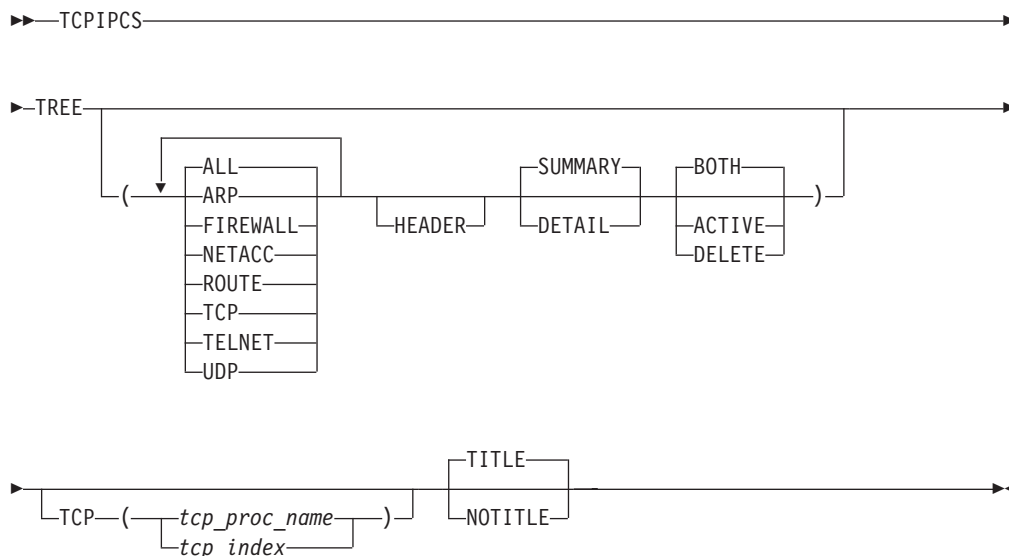 TCPIPCS
TREE
( ALL )
ARP
FIREWALL
NETACC
ROUTE
TCP
TELNET
UDP
HEADER
SUMMARY
DETAIL
BOTH
ACTIVE
DELETE
TCP ( tcp_proc_name )
tcp_index
TITLE
NOTITLE